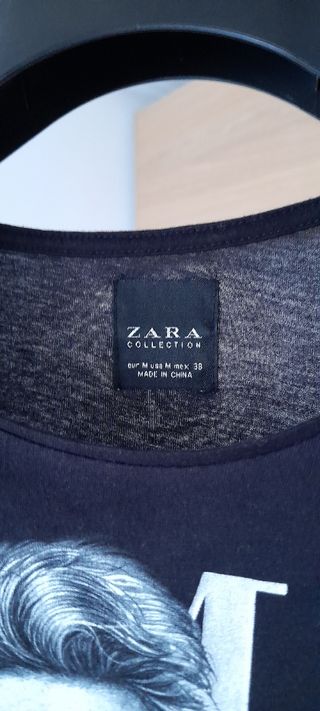 ZARA
COLLECTION
eur M usa M mex 38
MADE IN CHINA
M